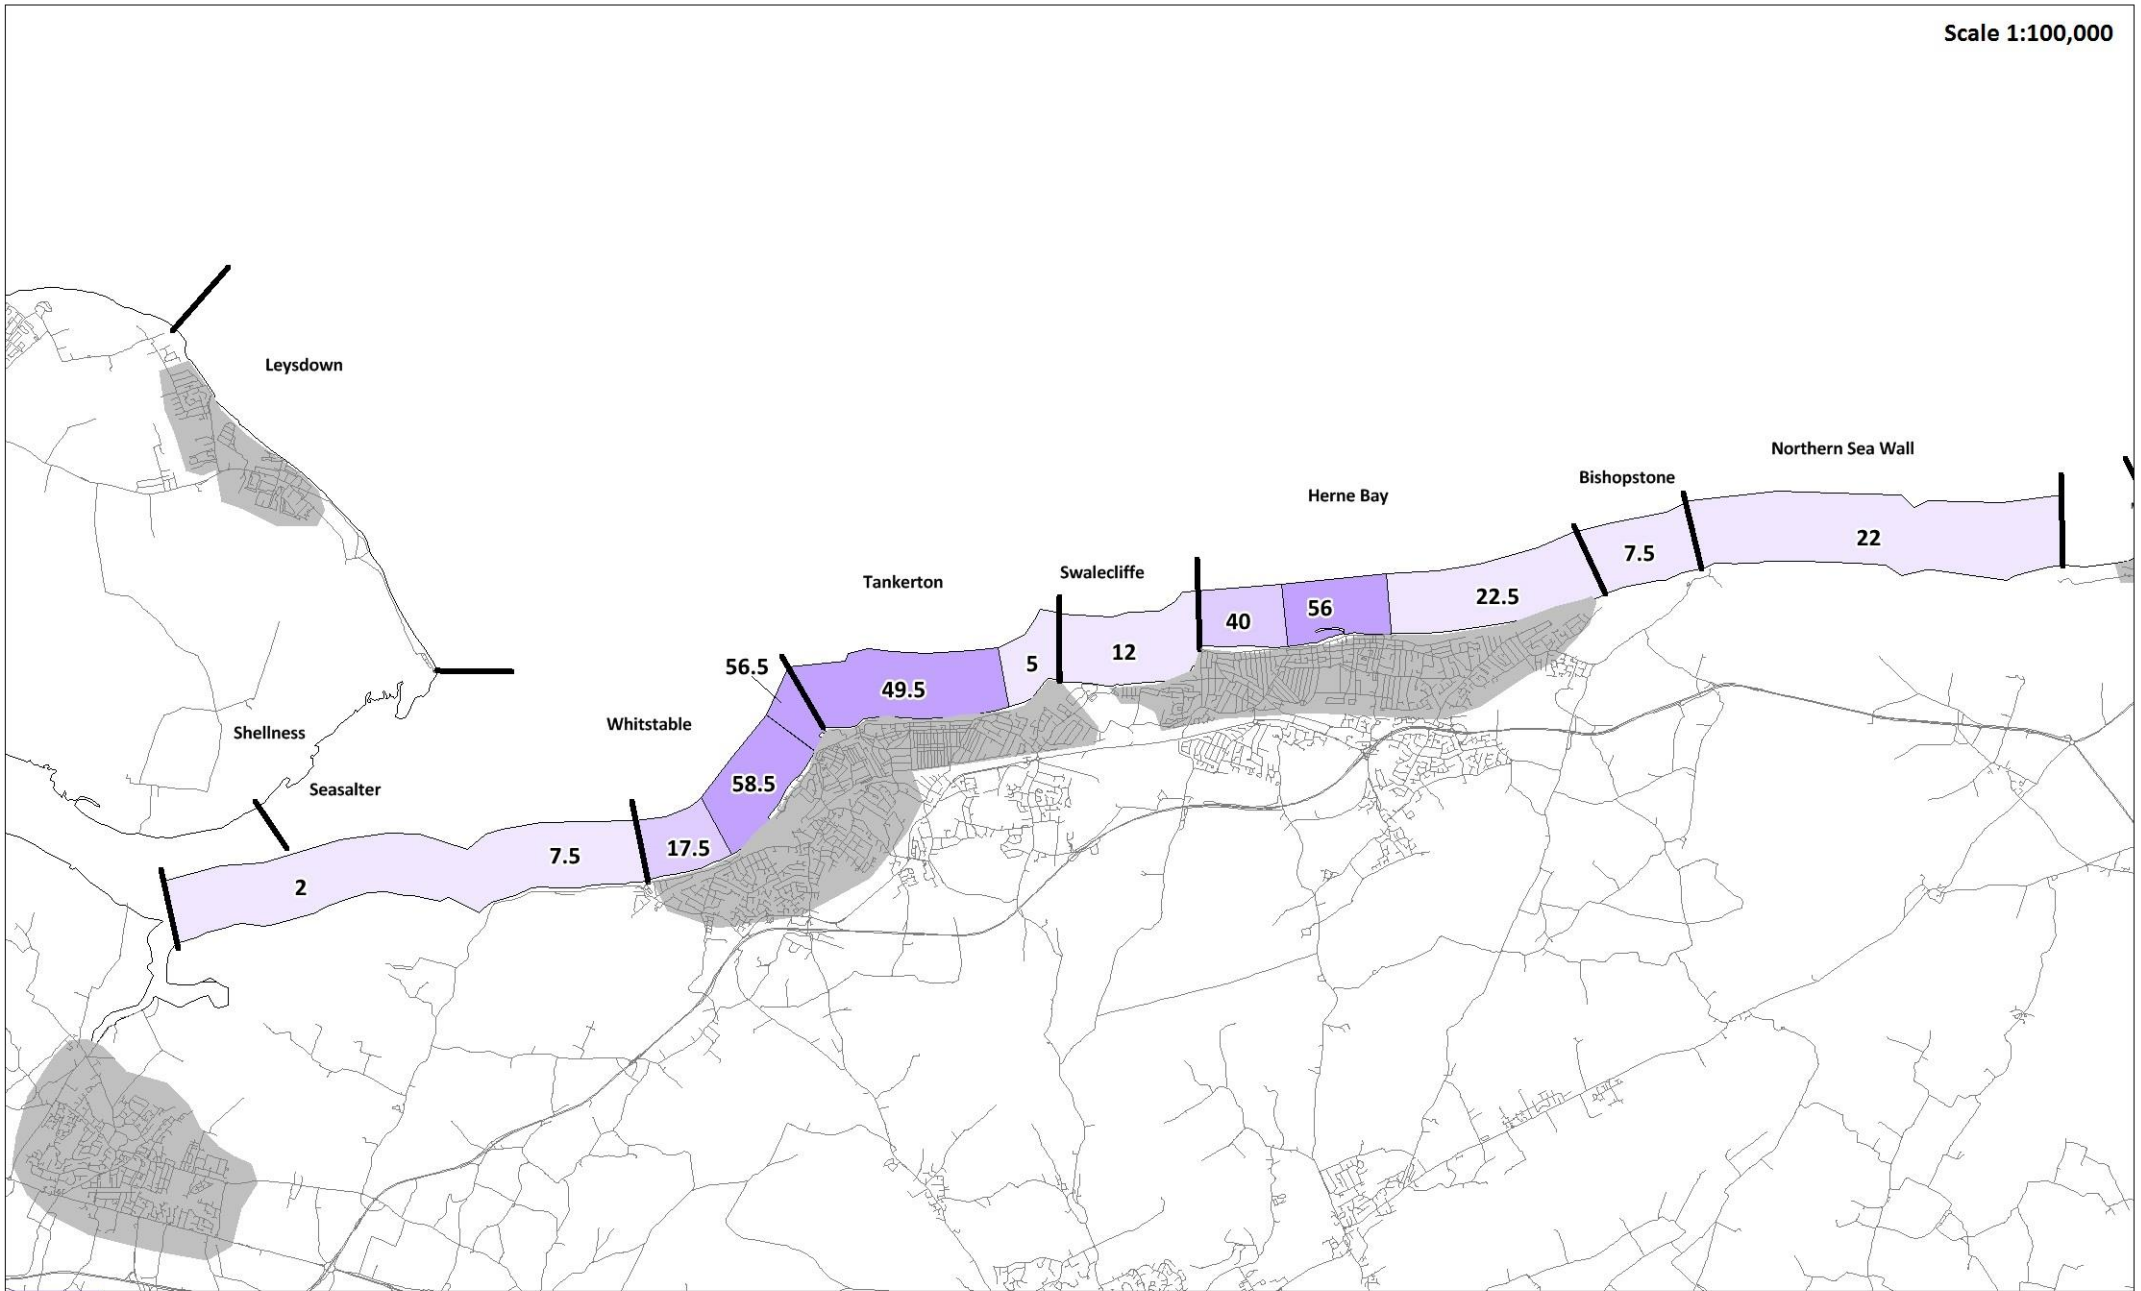 Scale 1:100,000
Leysdown
Northern Sea Wall
Bishopstone
Herne Bay
22
7.5
Swalecliffe
Tankerton
22.5
56
40
12
5
56.5
49.5
Whitstable
Shellness
58.5
Seasalter
17.5
7.5
2